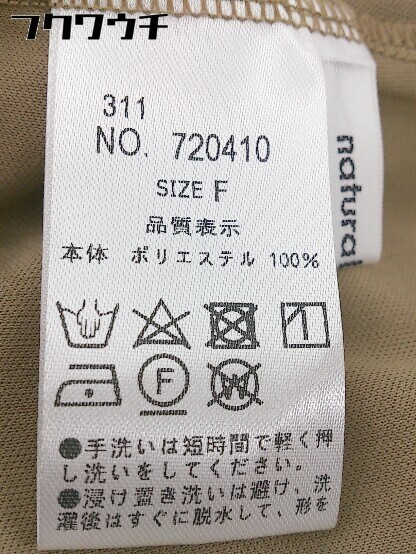 フクウウチ
311
NO. 720410
SIZE F
品質表示
本体 ポリエステル 100%
F
W
●手洗いは短時間で軽く押
し洗いをしてください。
●浸け置き洗いは避け、洗
濯後はすぐに脱水して、形を
natural